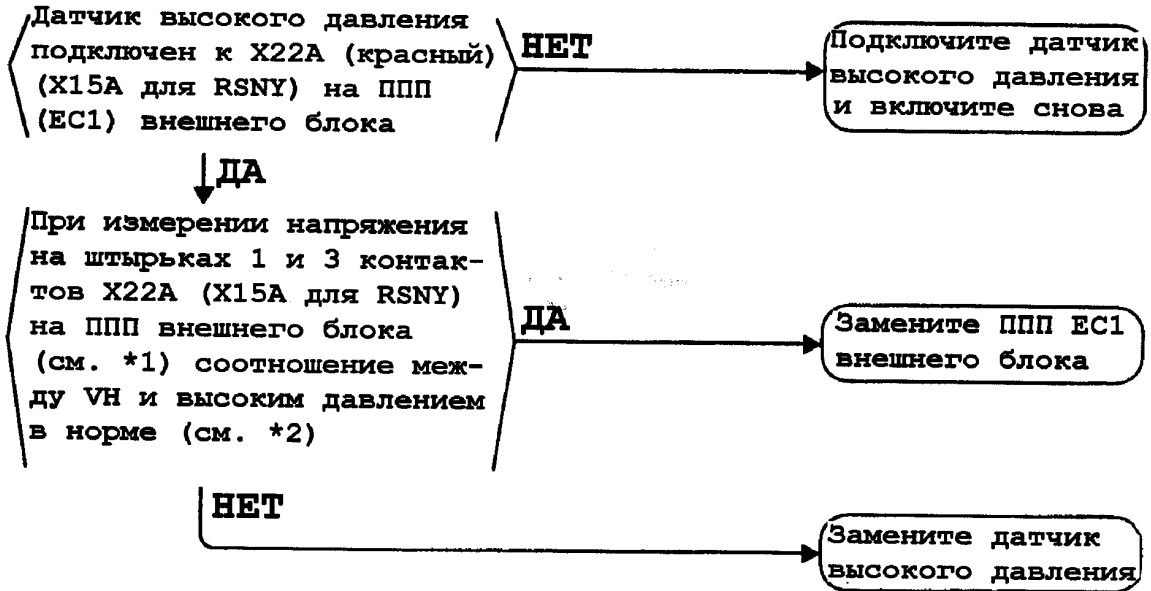 Датчик высокого давления
подключен к X22A (красный)
(X15A для RSNY) на ППП
(EC1) внешнего блока
НЕТ
Подключите датчик
высокого давления
и включите снова
ДА
При измерении напряжения
на штырьках 1 и 3 контак-
тов X22A (X15A для RSNY)
на ППП внешнего блока
(см. *1) соотношение меж-
ду VH и высоким давлением
в норме (см. *2)
ДА
Замените ППП EC1
внешнего блока
НЕТ
Замените датчик
высокого давления